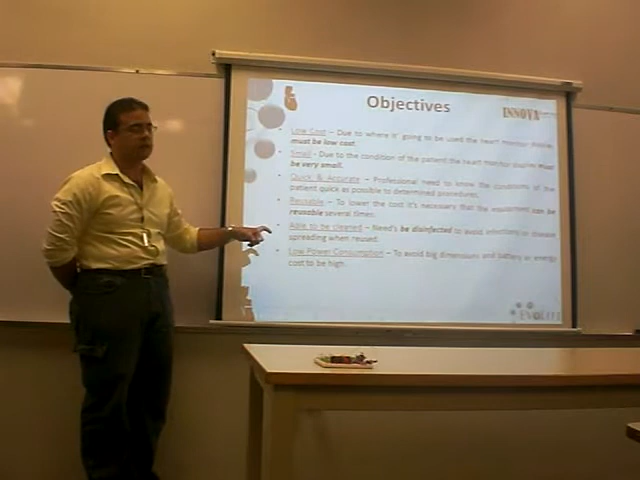 Objectives
INNOVA
• Low Cost – Due to where it' going to be used the heart monitor device
must be low cost.
• Small - Due to the condition of the patient the heart monitor must
be very small.
• Quick & Accurate – Professional need to know the conditions of the
patient quick as possible to determined procedures.
• Reusable – To lower the cost it's necessary that the equipment can be
reusable several times.
• Able to be cleaned – Need's be disinfected to avoid infections or disease
spreading when reused.
• Low Power Consumption – To avoid big dimensions and battery or energy
cost to be high.